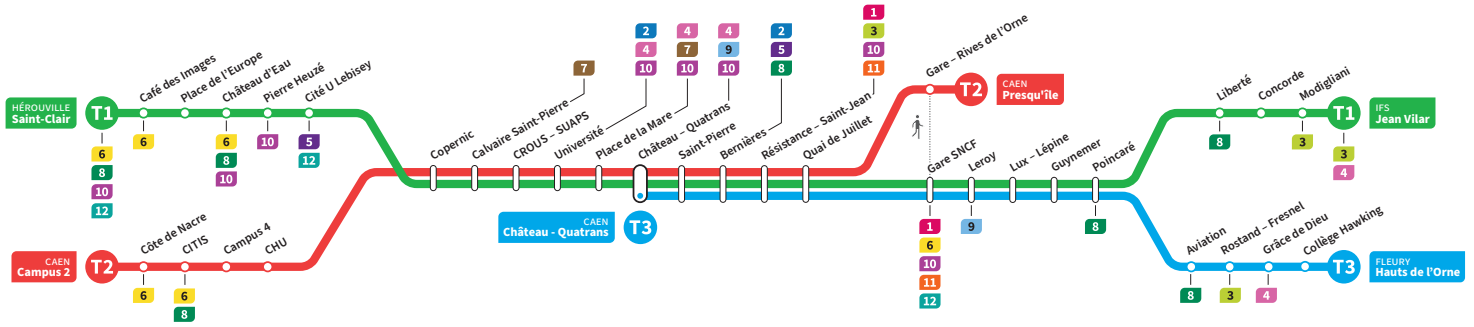 HÉROUVILLE
Saint-Clair
T1
6
8
10
12
Café des Images
6
Place de l'Europe
Château d'Eau
6
8
10
Pierre Heuzé
10
Cité U Lebisey
5
12
CAEN
Campus 2
T2
Côte de Nacre
6
CITIS
6
8
Campus 4
CHU
Copernic
Calvaire Saint-Pierre
7
CROUS – SUAPS
Université
2
4
10
Place de la Mare
4
7
10
Château – Quatrans
4
9
10
CAEN
Château - Quatrans
T3
Saint-Pierre
Bernières
2
5
8
Résistance – Saint-Jean
1
3
10
11
Quai de Juillet
Gare – Rives de l'Orne
T2
CAEN
Presqu'île
Gare SNCF
1
6
10
11
12
Leroy
9
Lux – Lépine
Guynemer
Poincaré
8
Liberté
8
Concorde
Modigliani
3
T1
3
4
IFS
Jean Vilar
Aviation
8
Rostand – Fresnel
3
Grâce de Dieu
4
Collège Hawking
T3
FLEURY
Hauts de l'Orne